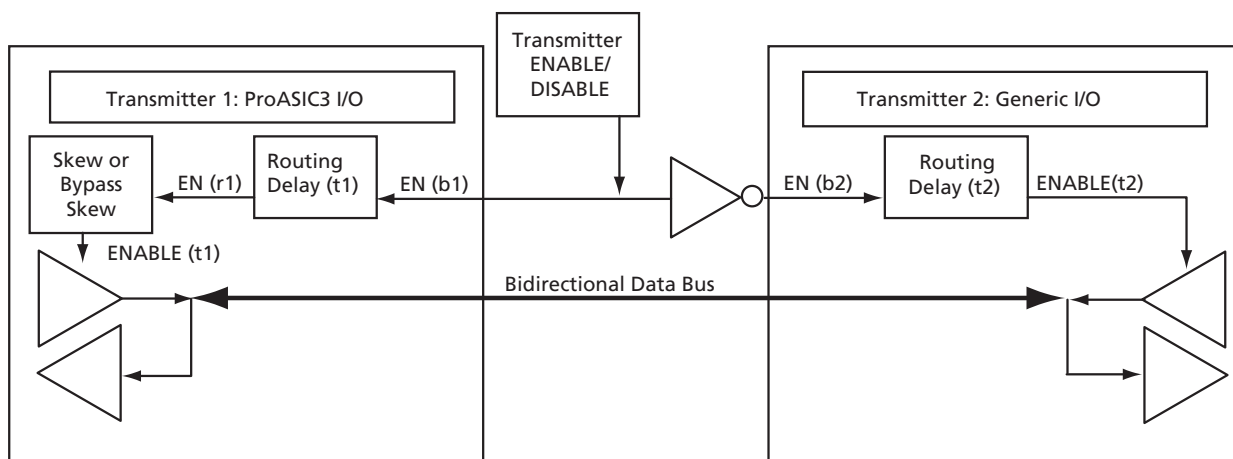 Transmitter
ENABLE/
DISABLE
Transmitter 1: ProASIC3 I/O
Transmitter 2: Generic I/O
Skew or
Bypass
Skew
EN (r1)
Routing
Delay (t1)
EN (b1)
EN (b2)
Routing
Delay (t2)
ENABLE(t2)
ENABLE (t1)
Bidirectional Data Bus